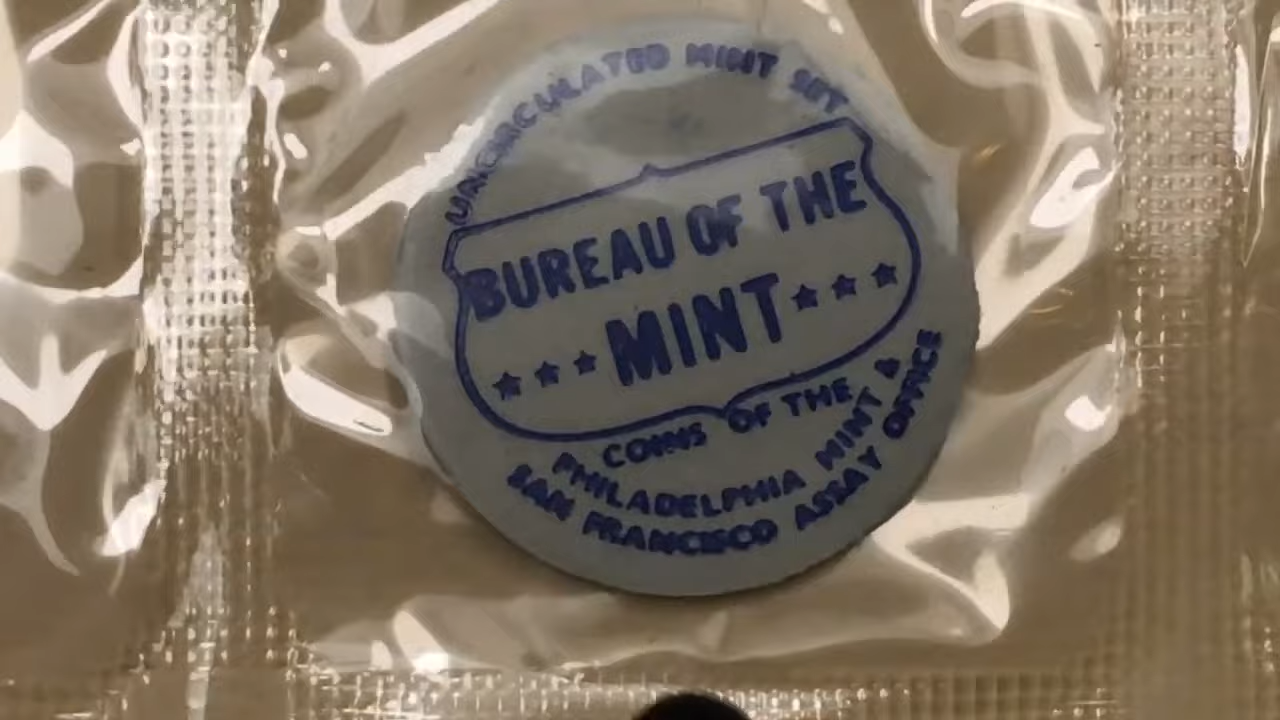 UNCIRCULATED MINT SET
BUREAU OF THE
MINT
COINS OF THE
PHILADELPHIA MINT &
SAN FRANCISCO ASSAY OFFICE